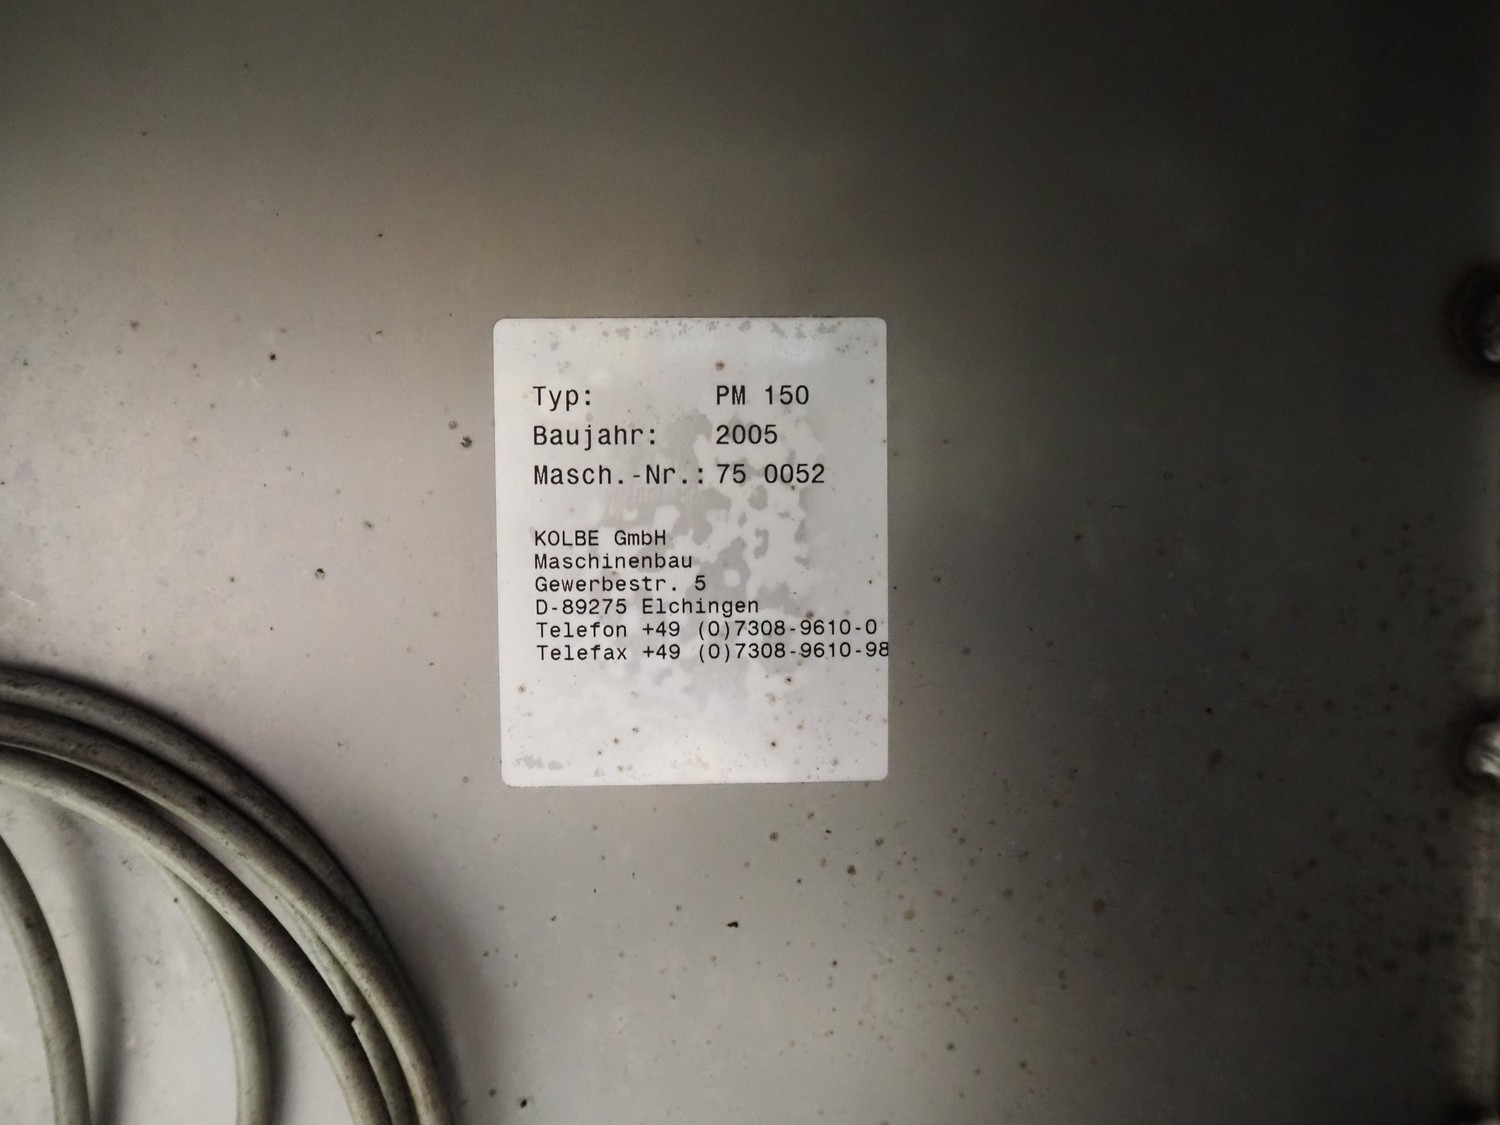 Typ: PM 150
Baujahr: 2005
Masch.-Nr.: 75 0052
KOLBE GmbH
Maschinenbau
Gewerbestr. 5
D-89275 Elchingen
Telefon +49 (0)7308-9610-0
Telefax +49 (0)7308-9610-98